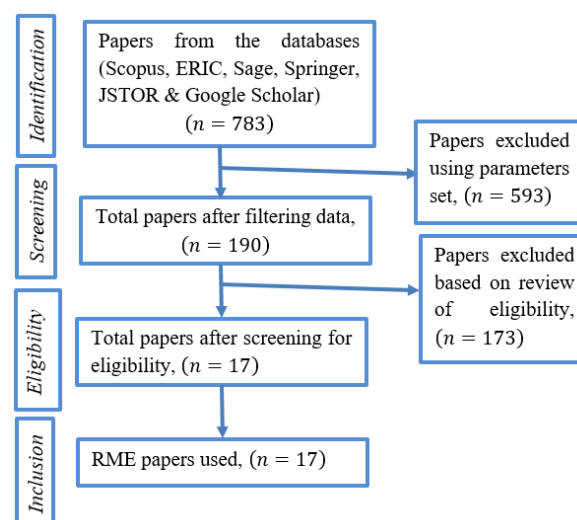 Identification
Papers from the databases
(Scopus, ERIC, Sage, Springer,
JSTOR & Google Scholar)
(n = 783)
Papers excluded
using parameters
set, (n = 593)
Screening
Total papers after filtering data,
(n = 190)
Papers excluded
based on review
of eligibility,
(n = 173)
Eligibility
Total papers after screening for
eligibility, (n = 17)
Inclusion
RME papers used, (n = 17)